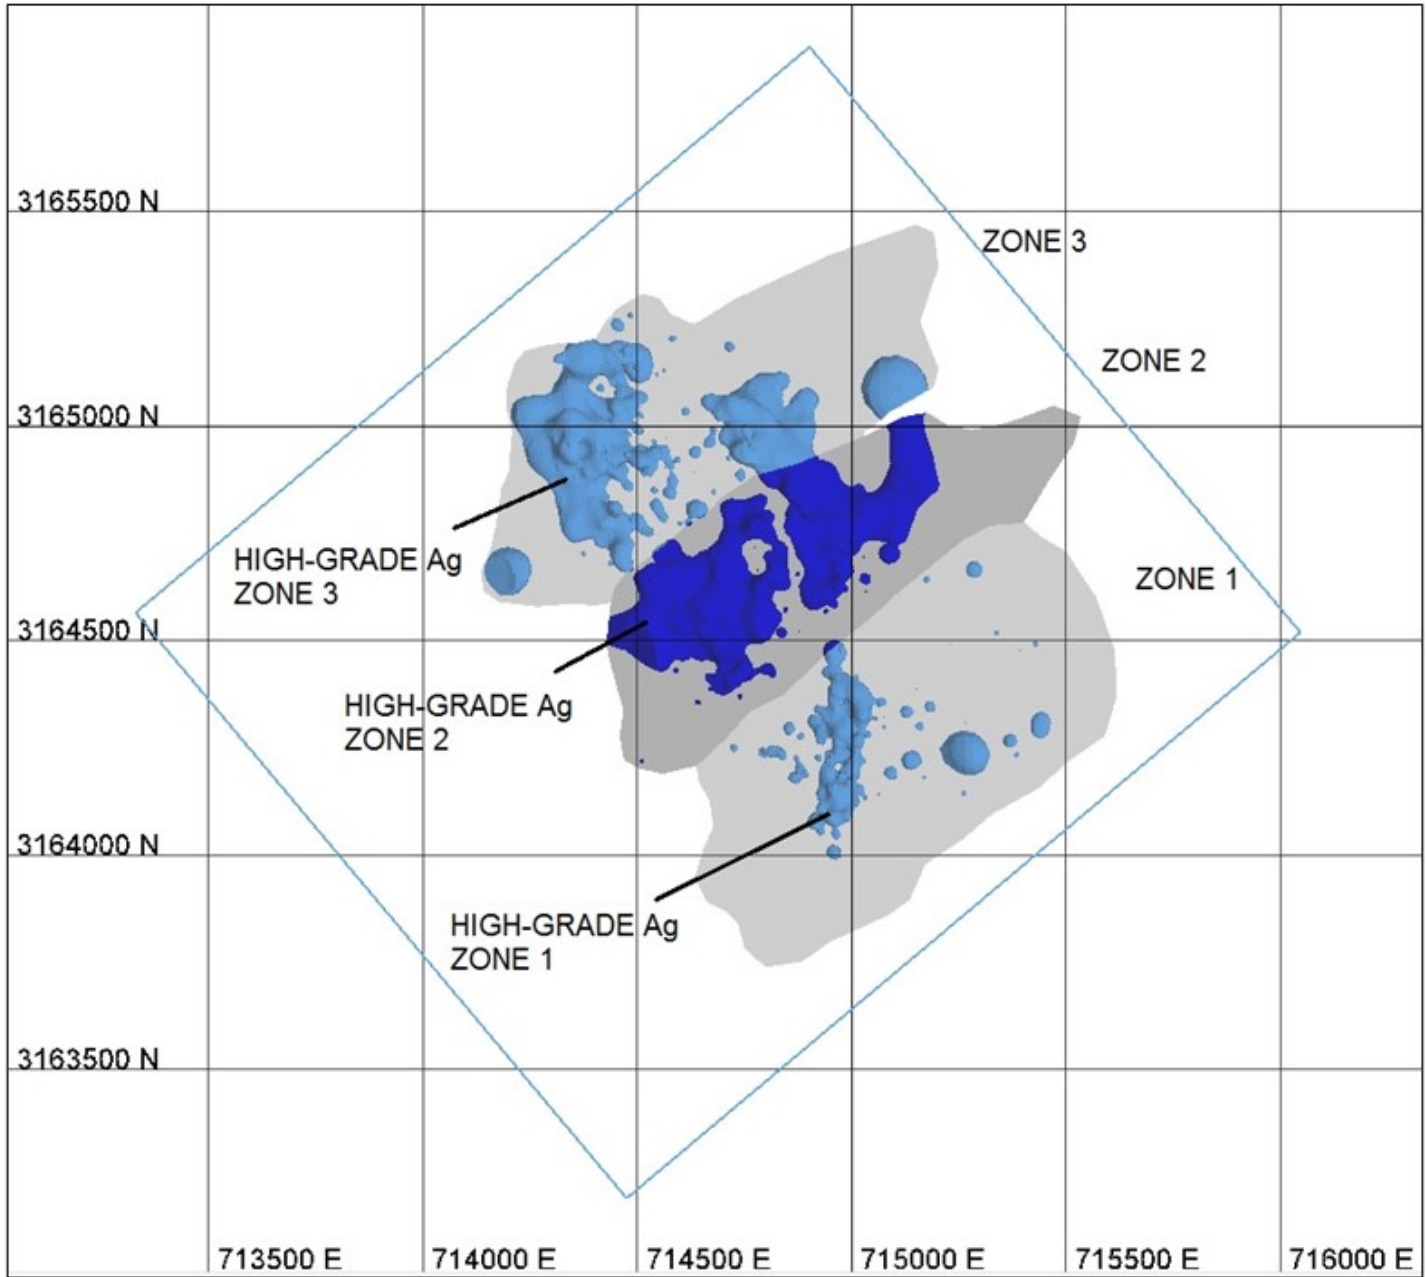 3165500 N
ZONE 3
ZONE 2
3165000 N
HIGH-GRADE Ag
ZONE 3
ZONE 1
3164500 N
HIGH-GRADE Ag
ZONE 2
3164000 N
HIGH-GRADE Ag
ZONE 1
3163500 N
713500 E
714000 E
714500 E
715000 E
715500 E
716000 E